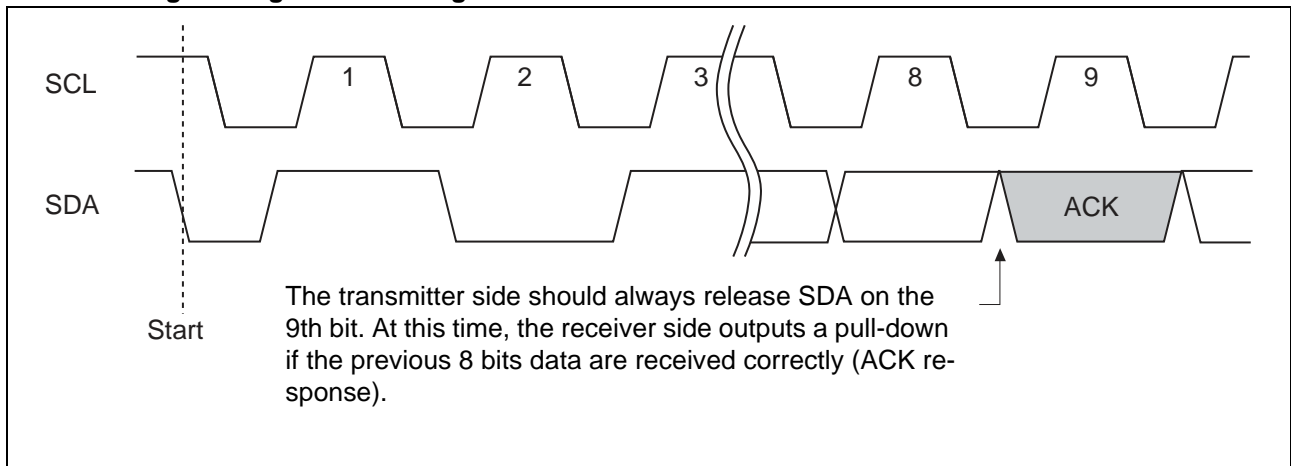 SCL
1 2 3 8 9
SDA
ACK
Start
The transmitter side should always release SDA on the
9th bit. At this time, the receiver side outputs a pull-down
if the previous 8 bits data are received correctly (ACK re-
sponse).